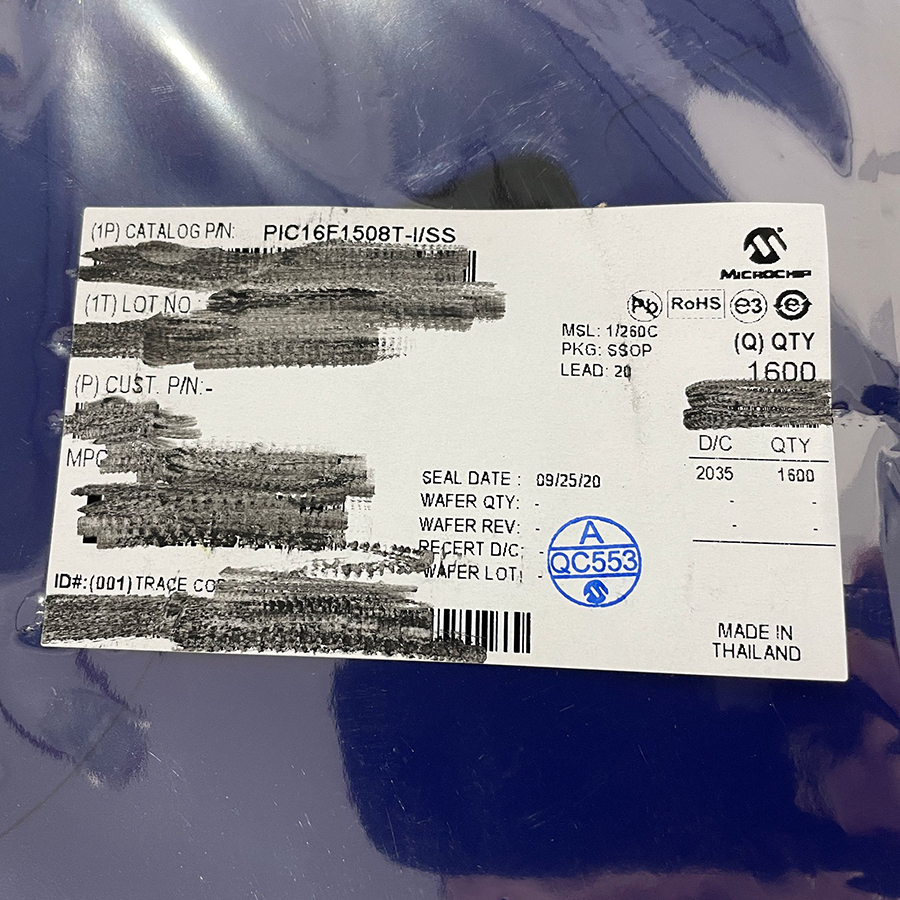 (1P) CATALOG P/N: PIC16F1508T-I/SS
MICROCHIP
(1T) LOT NO
Pb RoHS e3 e
MSL: 1/260C
PKG: SSOP
LEAD: 20
(Q) QTY
1600
(P) CUST. P/N:-
D/C QTY
2035 1600
- -
- -
MPC
SEAL DATE : 09/25/20
WAFER QTY: -
WAFER REV: -
RECERT D/C: -
WAFER LOT: -
A
QC553
ID#:(001) TRACE
MADE IN
THAILAND